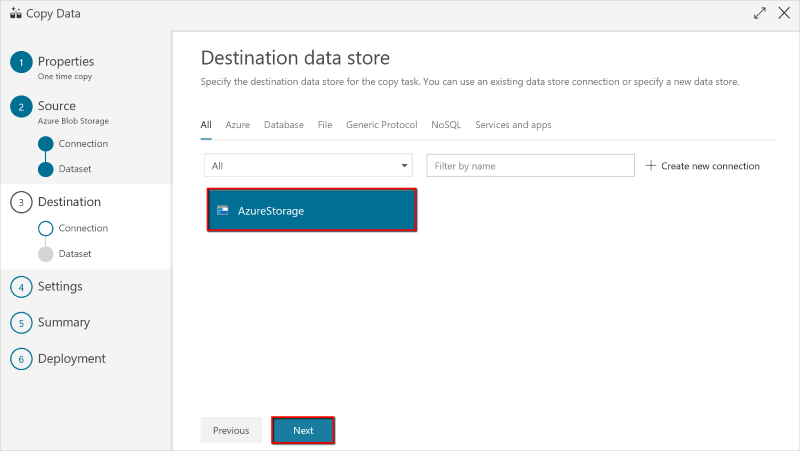 Copy Data
1 Properties
One time copy
2 Source
Azure Blob Storage
Connection
Dataset
3 Destination
Connection
Dataset
4 Settings
5 Summary
6 Deployment
Destination data store
Specify the destination data store for the copy task. You can use an existing data store connection or specify a new data store.
All Azure Database File Generic Protocol NoSQL Services and apps
All Filter by name Create new connection
AzureStorage
Previous Next